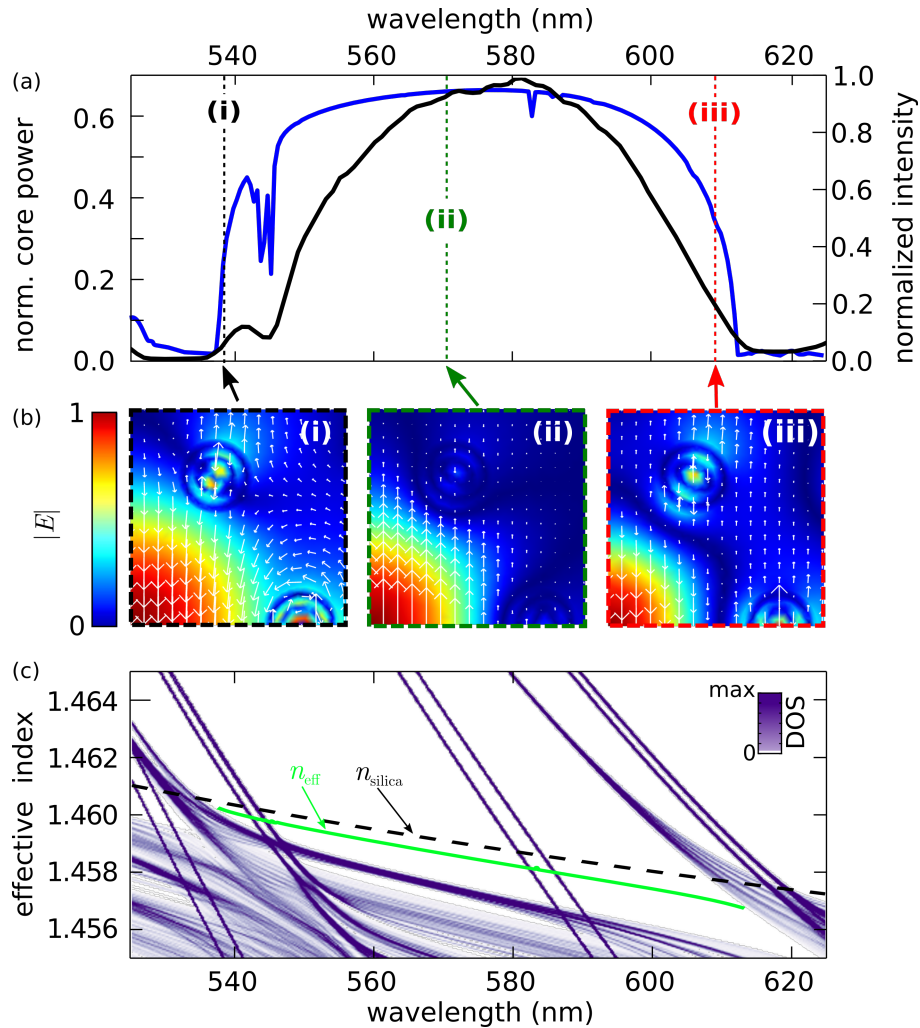 wavelength (nm)
540 560 580 600 620
(a)
norm. core power
0.6
0.4
0.2
0.0
(i)
(ii)
(iii)
1.0
0.8
0.6
0.4
0.2
0.0
normalized intensity
(b)
|E|
1
0
(i)
(ii)
(iii)
(c)
effective index
1.464
1.462
1.460
1.458
1.456
n_eff
n_silica
max
0
DOS
540 560 580 600 620
wavelength (nm)